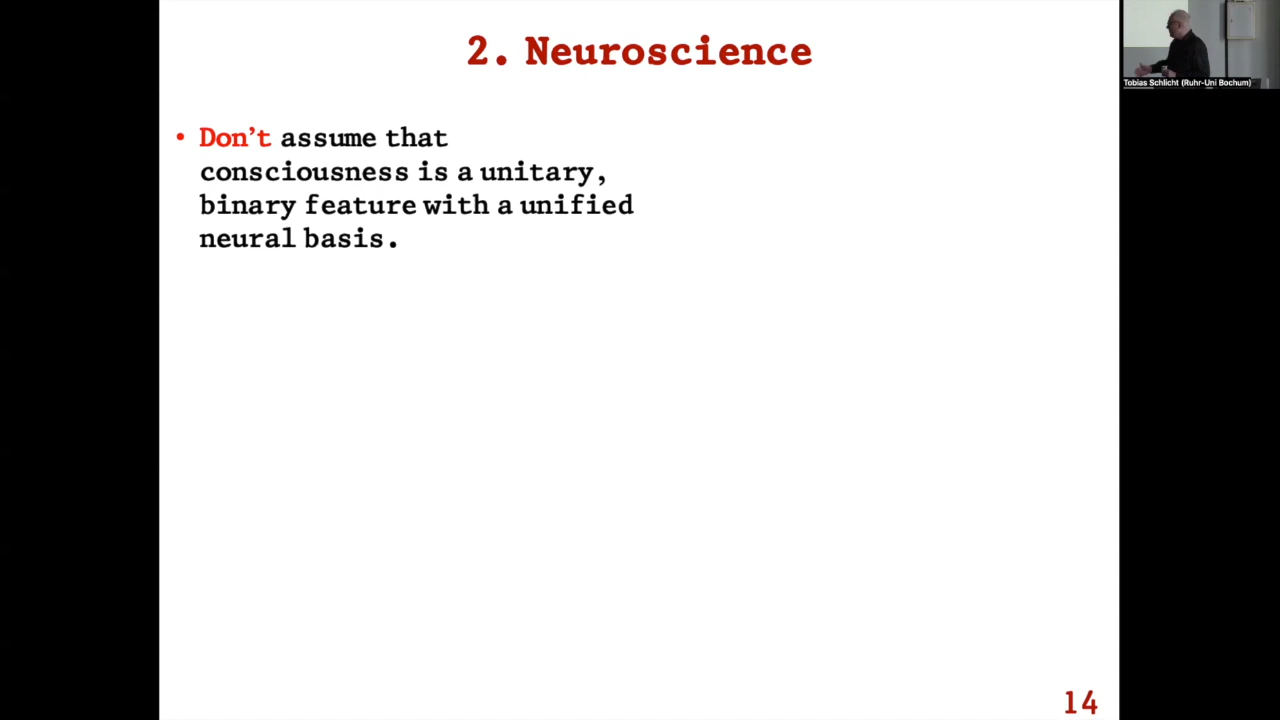 2. Neuroscience
• Don't assume that
consciousness is a unitary,
binary feature with a unified
neural basis.
14
Tobias Schlicht (Ruhr-Uni Bochum)